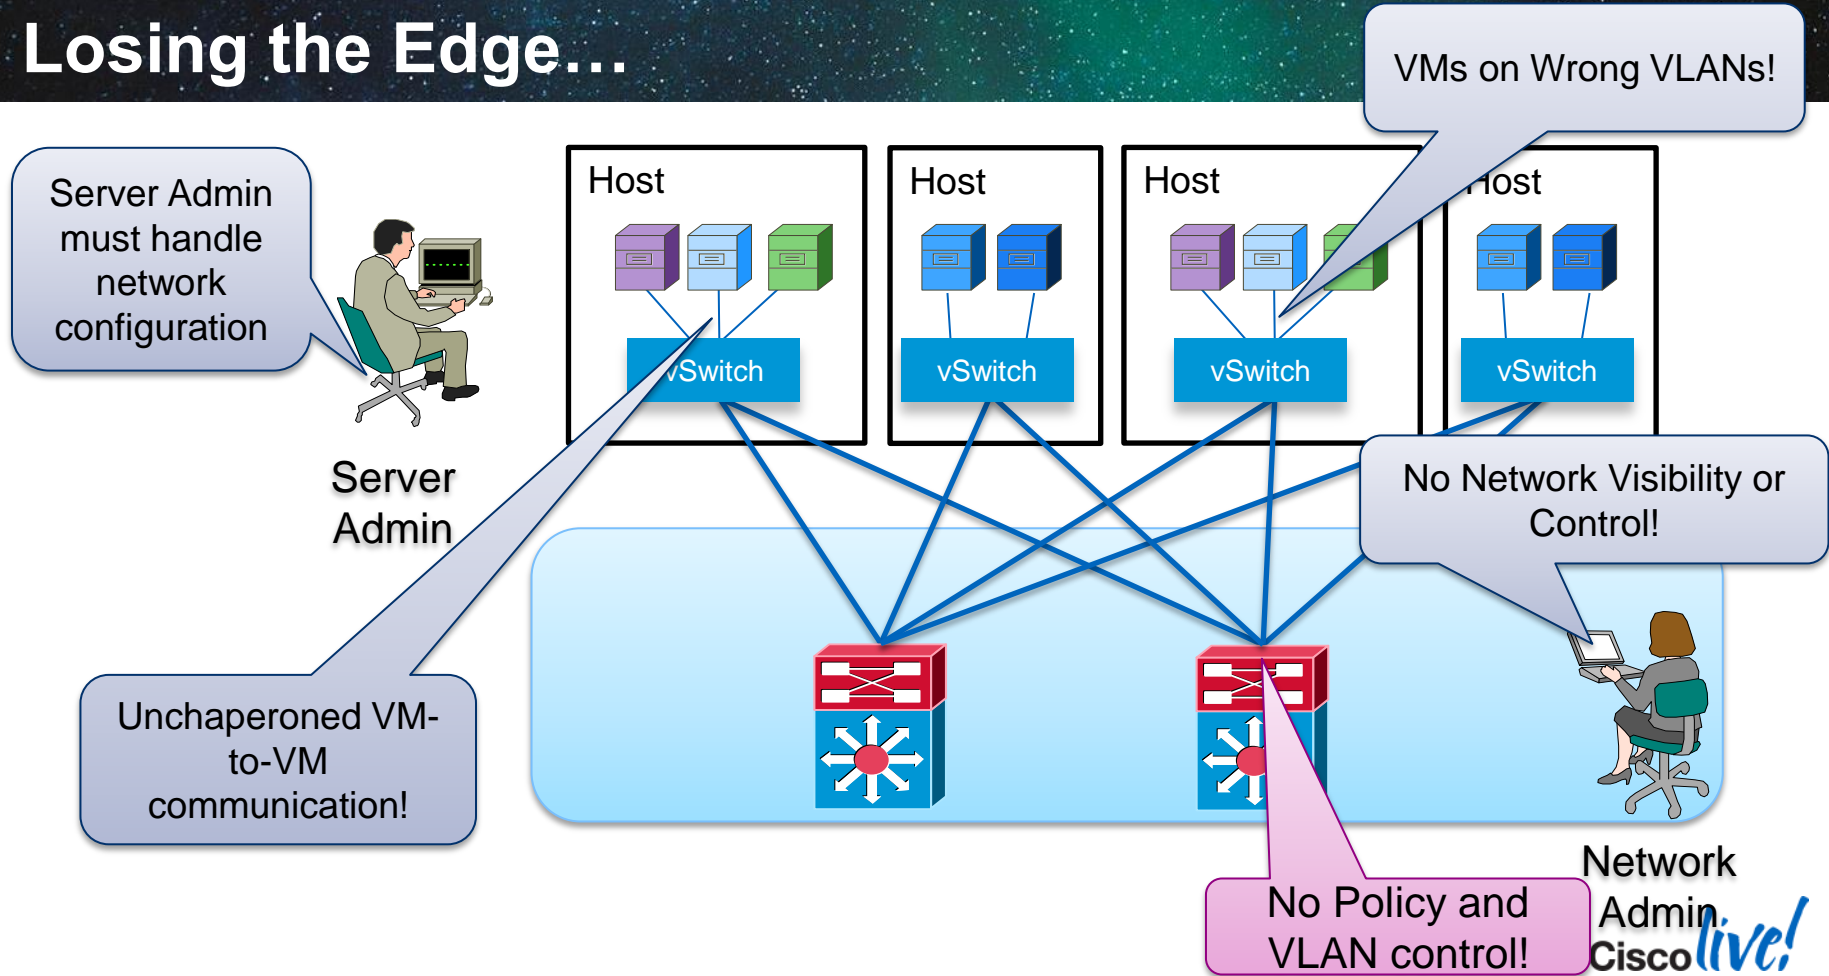 Losing the Edge…
VMs on Wrong VLANs!
Server Admin
must handle
network
configuration
Host
Host
Host
Host
vSwitch
vSwitch
vSwitch
vSwitch
Server
Admin
No Network Visibility or
Control!
Unchaperoned VM-
to-VM
communication!
No Policy and
VLAN control!
Network
Admin
Cisco live!